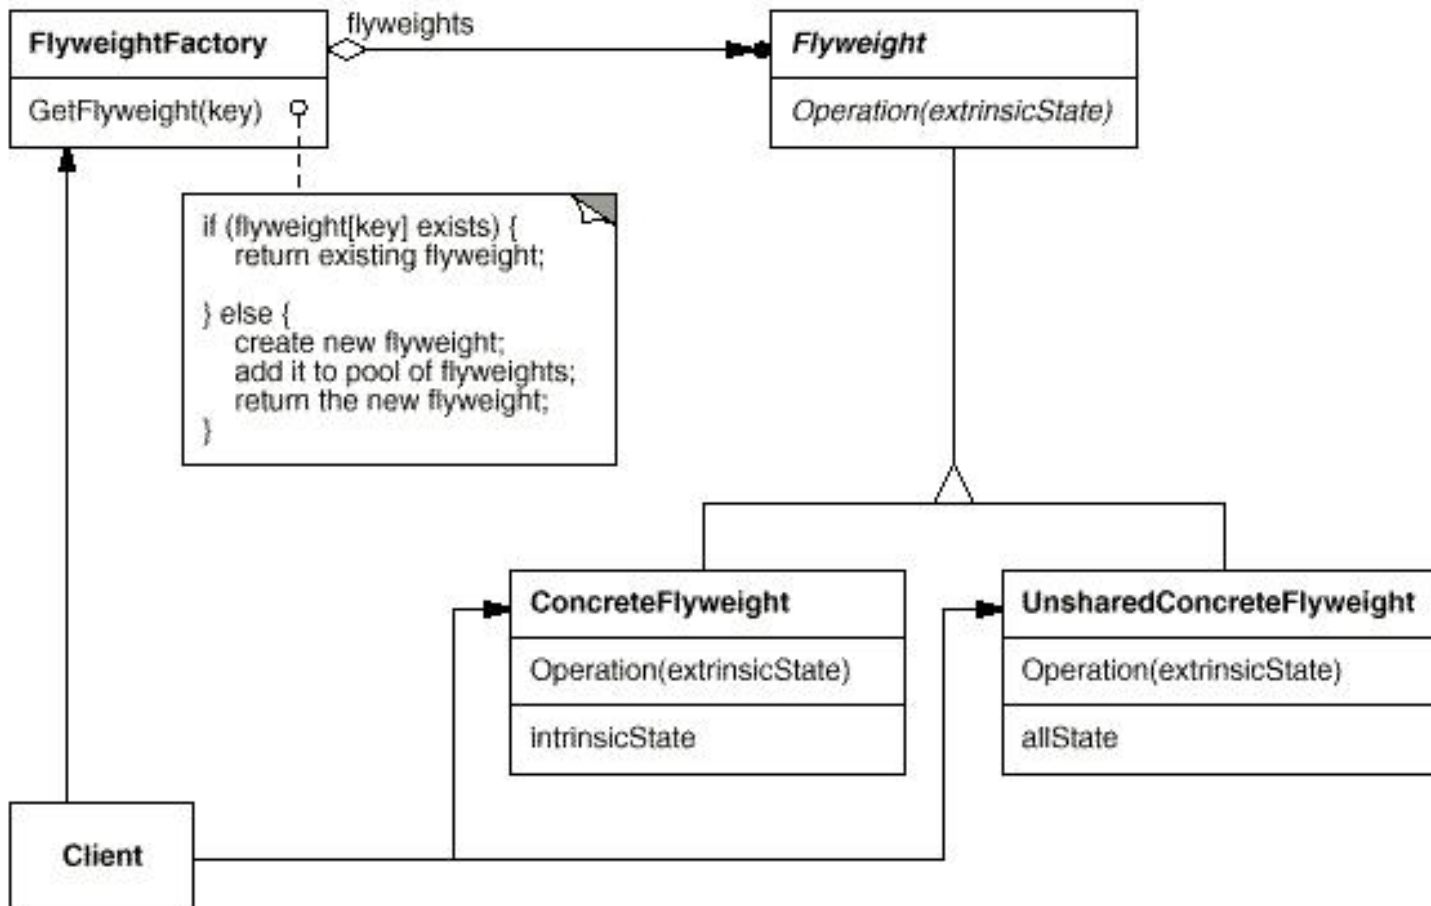 FlyweightFactory
flyweights
Flyweight
GetFlyweight(key)
Operation(extrinsicState)
if (flyweight[key] exists) {
return existing flyweight;
} else {
create new flyweight;
add it to pool of flyweights;
return the new flyweight;
}
ConcreteFlyweight
Operation(extrinsicState)
intrinsicState
UnsharedConcreteFlyweight
Operation(extrinsicState)
allState
Client